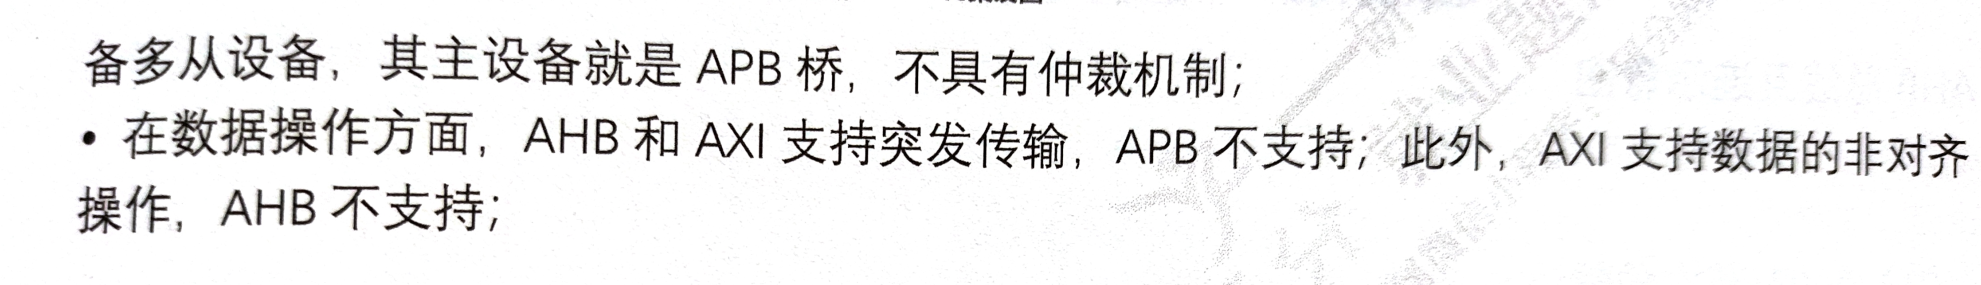 备多从设备，其主设备就是 APB 桥，不具有仲裁机制；
• 在数据操作方面，AHB 和 AXI 支持突发传输，APB 不支持；此外，AXI 支持数据的非对齐
操作，AHB 不支持；